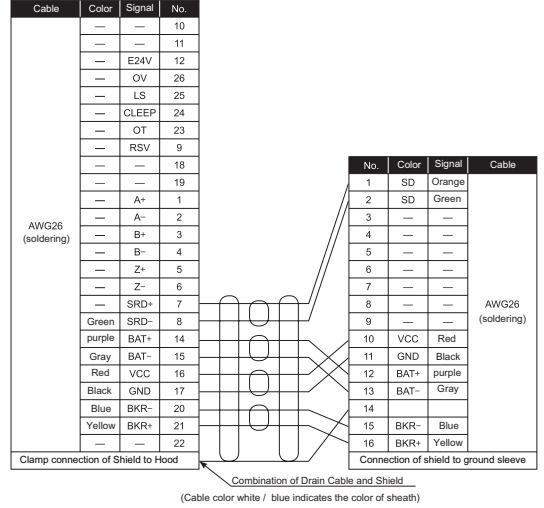 Cable Color Signal No.
— — 10
— — 11
— E24V 12
— OV 26
— LS 25
— CLEEP 24
— OT 23
— RSV 9
— — 18
— — 19
— A+ 1
— A− 2
— B+ 3
— B− 4
— Z+ 5
— Z− 6
— SRD+ 7
Green SRD− 8
purple BAT+ 14
Gray BAT− 15
Red VCC 16
Black GND 17
Blue BKR− 20
Yellow BKR+ 21
— — 22
AWG26
(soldering)
Clamp connection of Shield to Hood
No. Color Signal Cable
1 SD Orange
2 SD Green
3 — —
4 — —
5 — —
6 — —
7 — —
8 — —
9 — —
10 VCC Red
11 GND Black
12 BAT+ purple
13 BAT− Gray
14
15 BKR− Blue
16 BKR+ Yellow
AWG26
(soldering)
Connection of shield to ground sleeve
Combination of Drain Cable and Shield
(Cable color white / blue indicates the color of sheath)